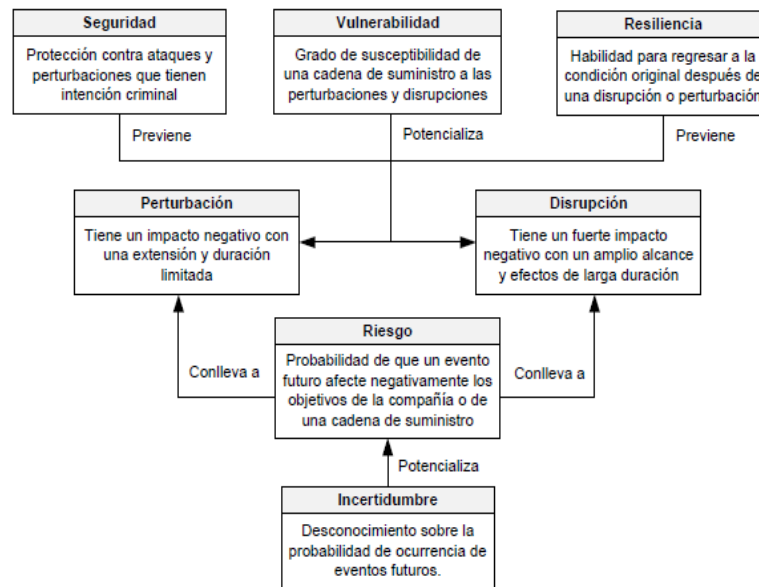 Seguridad
Protección contra ataques y
perturbaciones que tienen
intención criminal
Vulnerabilidad
Grado de susceptibilidad de
una cadena de suministro a las
perturbaciones y disrupciones
Resiliencia
Habilidad para regresar a la
condición original después de
una disrupción o perturbación
Previene
Potencializa
Previene
Perturbación
Tiene un impacto negativo con
una extensión y duración
limitada
Disrupción
Tiene un fuerte impacto
negativo con un amplio alcance
y efectos de larga duración
Riesgo
Probabilidad de que un evento
futuro afecte negativamente los
objetivos de la compañía o de
una cadena de suministro
Conlleva a
Conlleva a
Potencializa
Incertidumbre
Desconocimiento sobre la
probabilidad de ocurrencia de
eventos futuros.